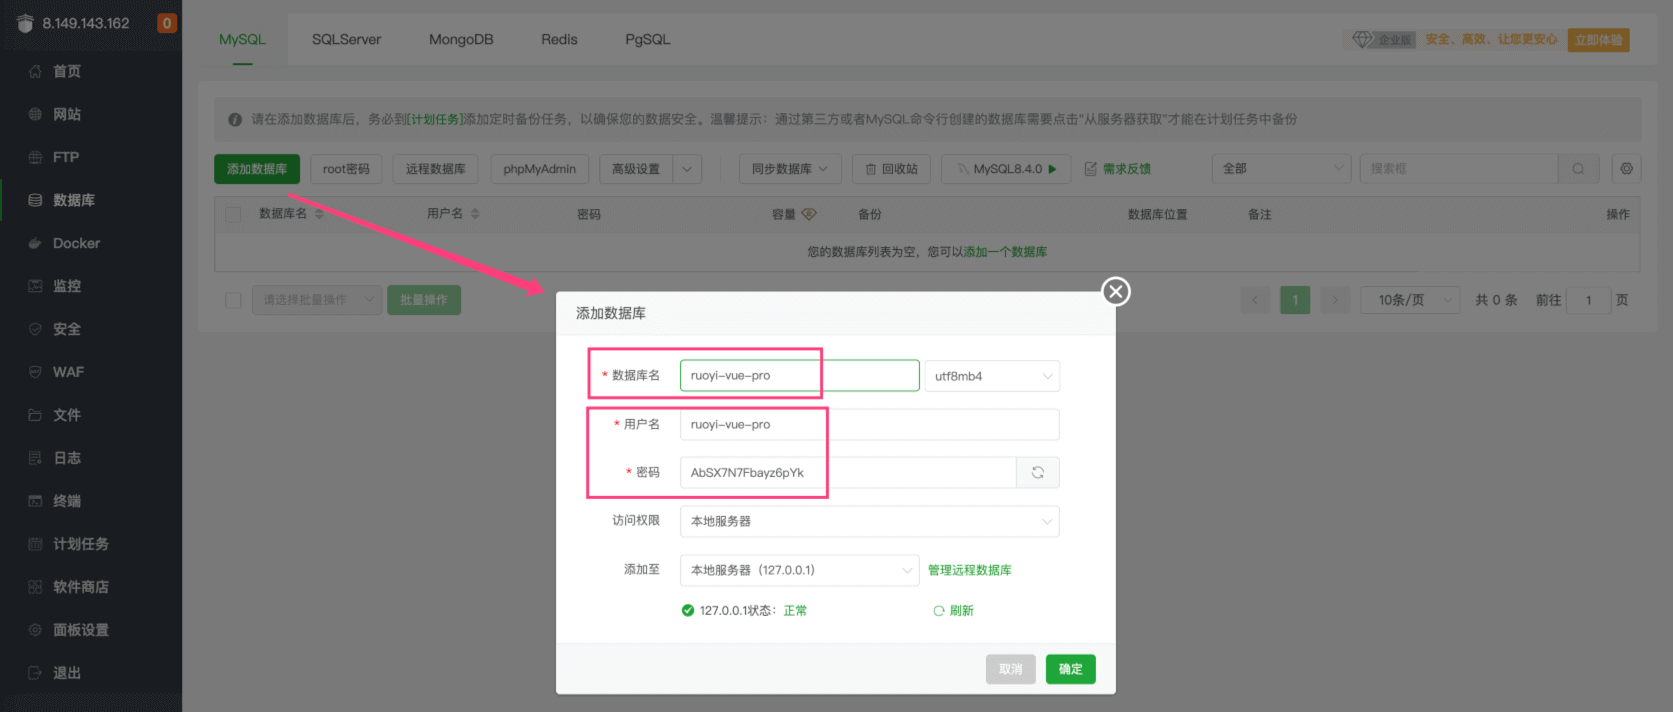 8.149.143.162 0
首页
网站
FTP
数据库
Docker
监控
安全
WAF
文件
日志
终端
计划任务
软件商店
面板设置
退出
MySQL SQLServer MongoDB Redis PgSQL
企业版 安全、高效、让您更安心 立即体验
请在添加数据库后，务必到[计划任务]添加定时备份任务，以确保您的数据安全。温馨提示：通过第三方或者MySQL命令行创建的数据库需要点击“从服务器获取”才能在计划任务中备份
添加数据库 root密码 远程数据库 phpMyAdmin 高级设置 同步数据库 回收站 MySQL8.4.0 需求反馈 全部 搜索框
数据库名 用户名 密码 容量 备份 数据库位置 备注 操作
您的数据库列表为空，您可以添加一个数据库
请选择批量操作 批量操作 1 10条/页 共 0 条 前往 1 页
添加数据库
* 数据库名 ruoyi-vue-pro utf8mb4
* 用户名 ruoyi-vue-pro
* 密码 AbSX7N7Fbayz6pYk
访问权限 本地服务器
添加至 本地服务器（127.0.0.1） 管理远程数据库
127.0.0.1状态： 正常 刷新
取消 确定